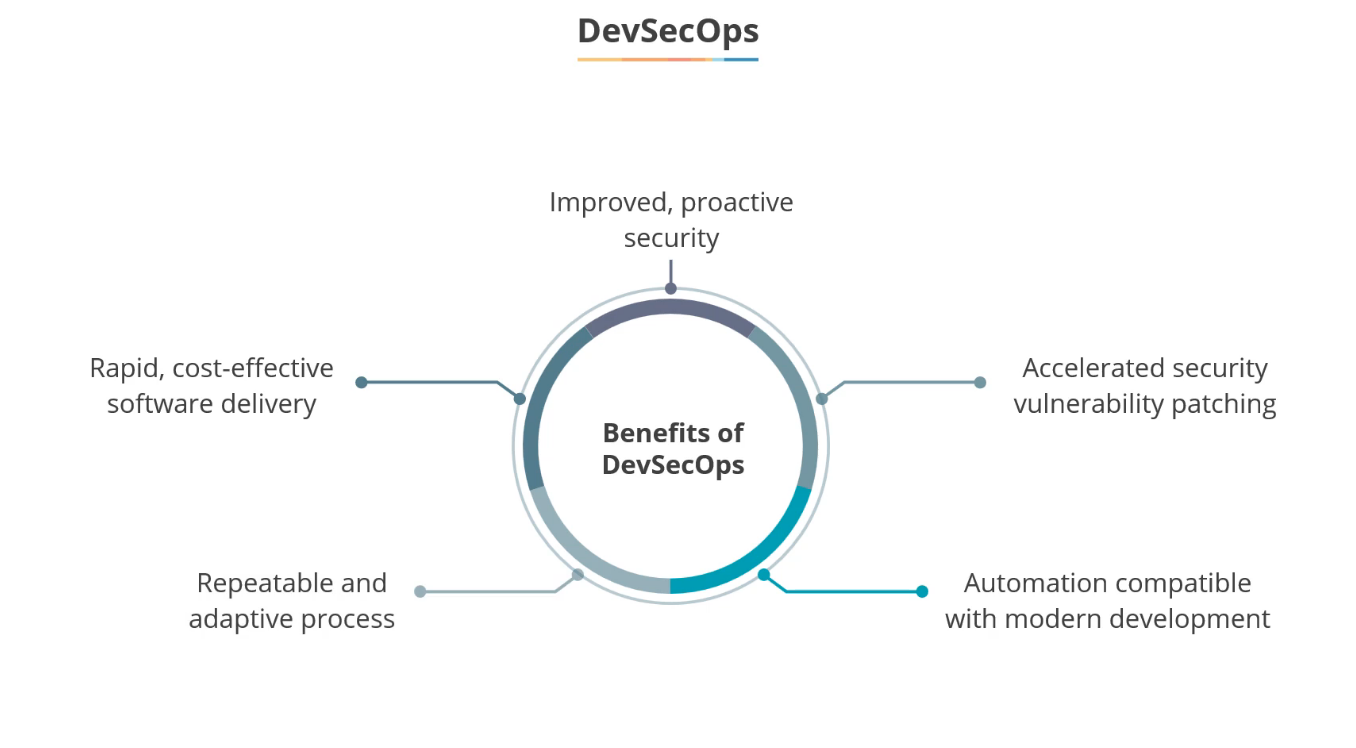 DevSecOps
Improved, proactive
security
Rapid, cost-effective
software delivery
Accelerated security
vulnerability patching
Benefits of
DevSecOps
Repeatable and
adaptive process
Automation compatible
with modern development